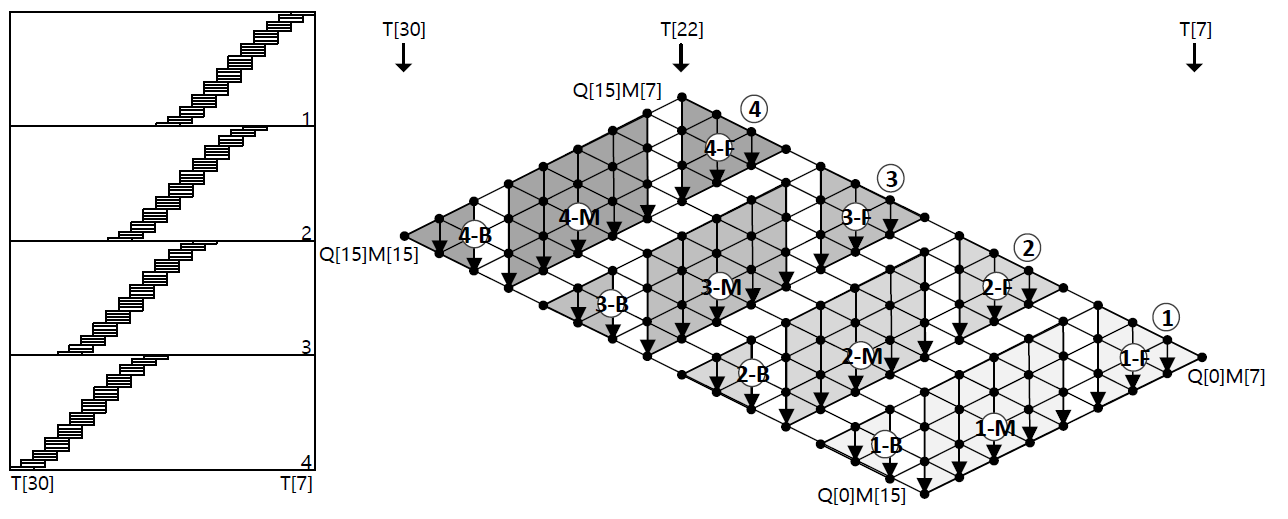 1
2
3
4
T[30]
T[7]
T[30]
T[22]
T[7]
Q[15]M[7]
4
4-F
3
4-M
3-F
4-B
Q[15]M[15]
2
3-M
2-F
3-B
1
2-M
1-F
2-B
Q[0]M[7]
1-M
1-B
Q[0]M[15]